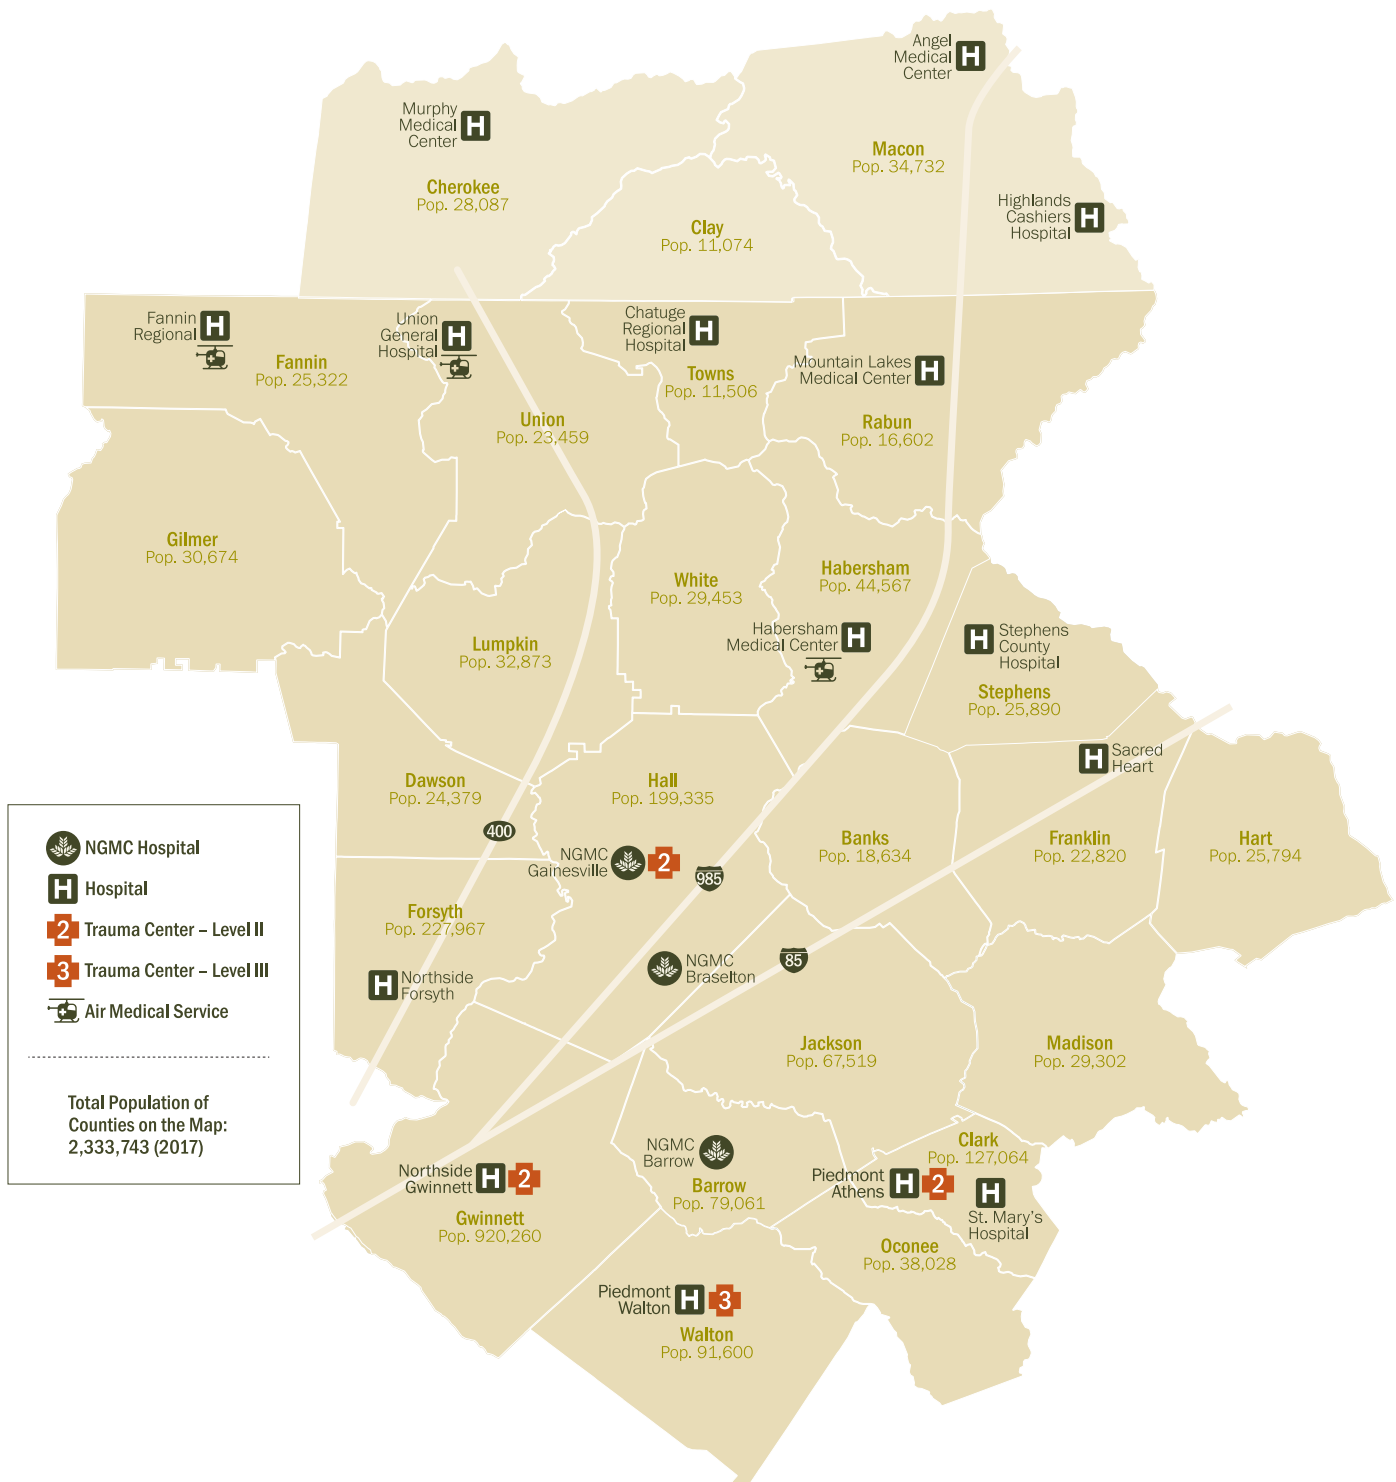 Angel
Medical
Center
H
Murphy
Medical
Center
H
Macon
Pop. 34,732
Cherokee
Pop. 28,087
Highlands
Cashiers
Hospital
H
Clay
Pop. 11,074
Fannin
Regional
H
Union
General
Hospital
H
Chatuge
Regional
Hospital
H
Fannin
Pop. 25,322
Towns
Pop. 11,506
Mountain Lakes
Medical Center
H
Union
Pop. 23,459
Rabun
Pop. 16,602
Gilmer
Pop. 30,674
White
Pop. 29,453
Habersham
Pop. 44,567
Lumpkin
Pop. 32,873
Habersham
Medical Center
H
H
Stephens
County
Hospital
Stephens
Pop. 25,890
H
Sacred
Heart
Dawson
Pop. 24,379
Hall
Pop. 199,335
400
Banks
Pop. 18,634
Franklin
Pop. 22,820
Hart
Pop. 25,794
NGMC
Gainesville
2
985
Forsyth
Pop. 227,967
H
Northside
Forsyth
NGMC
Braselton
85
Jackson
Pop. 67,519
Madison
Pop. 29,302
NGMC
Barrow
Barrow
Pop. 79,061
Clark
Pop. 127,064
Northside
Gwinnett
H
2
Piedmont
Athens
H
2
H
St. Mary's
Hospital
Gwinnett
Pop. 920,260
Oconee
Pop. 38,028
Piedmont
Walton
H
3
Walton
Pop. 91,600
NGMC Hospital
H
Hospital
2
Trauma Center – Level II
3
Trauma Center – Level III
Air Medical Service
Total Population of
Counties on the Map:
2,333,743 (2017)